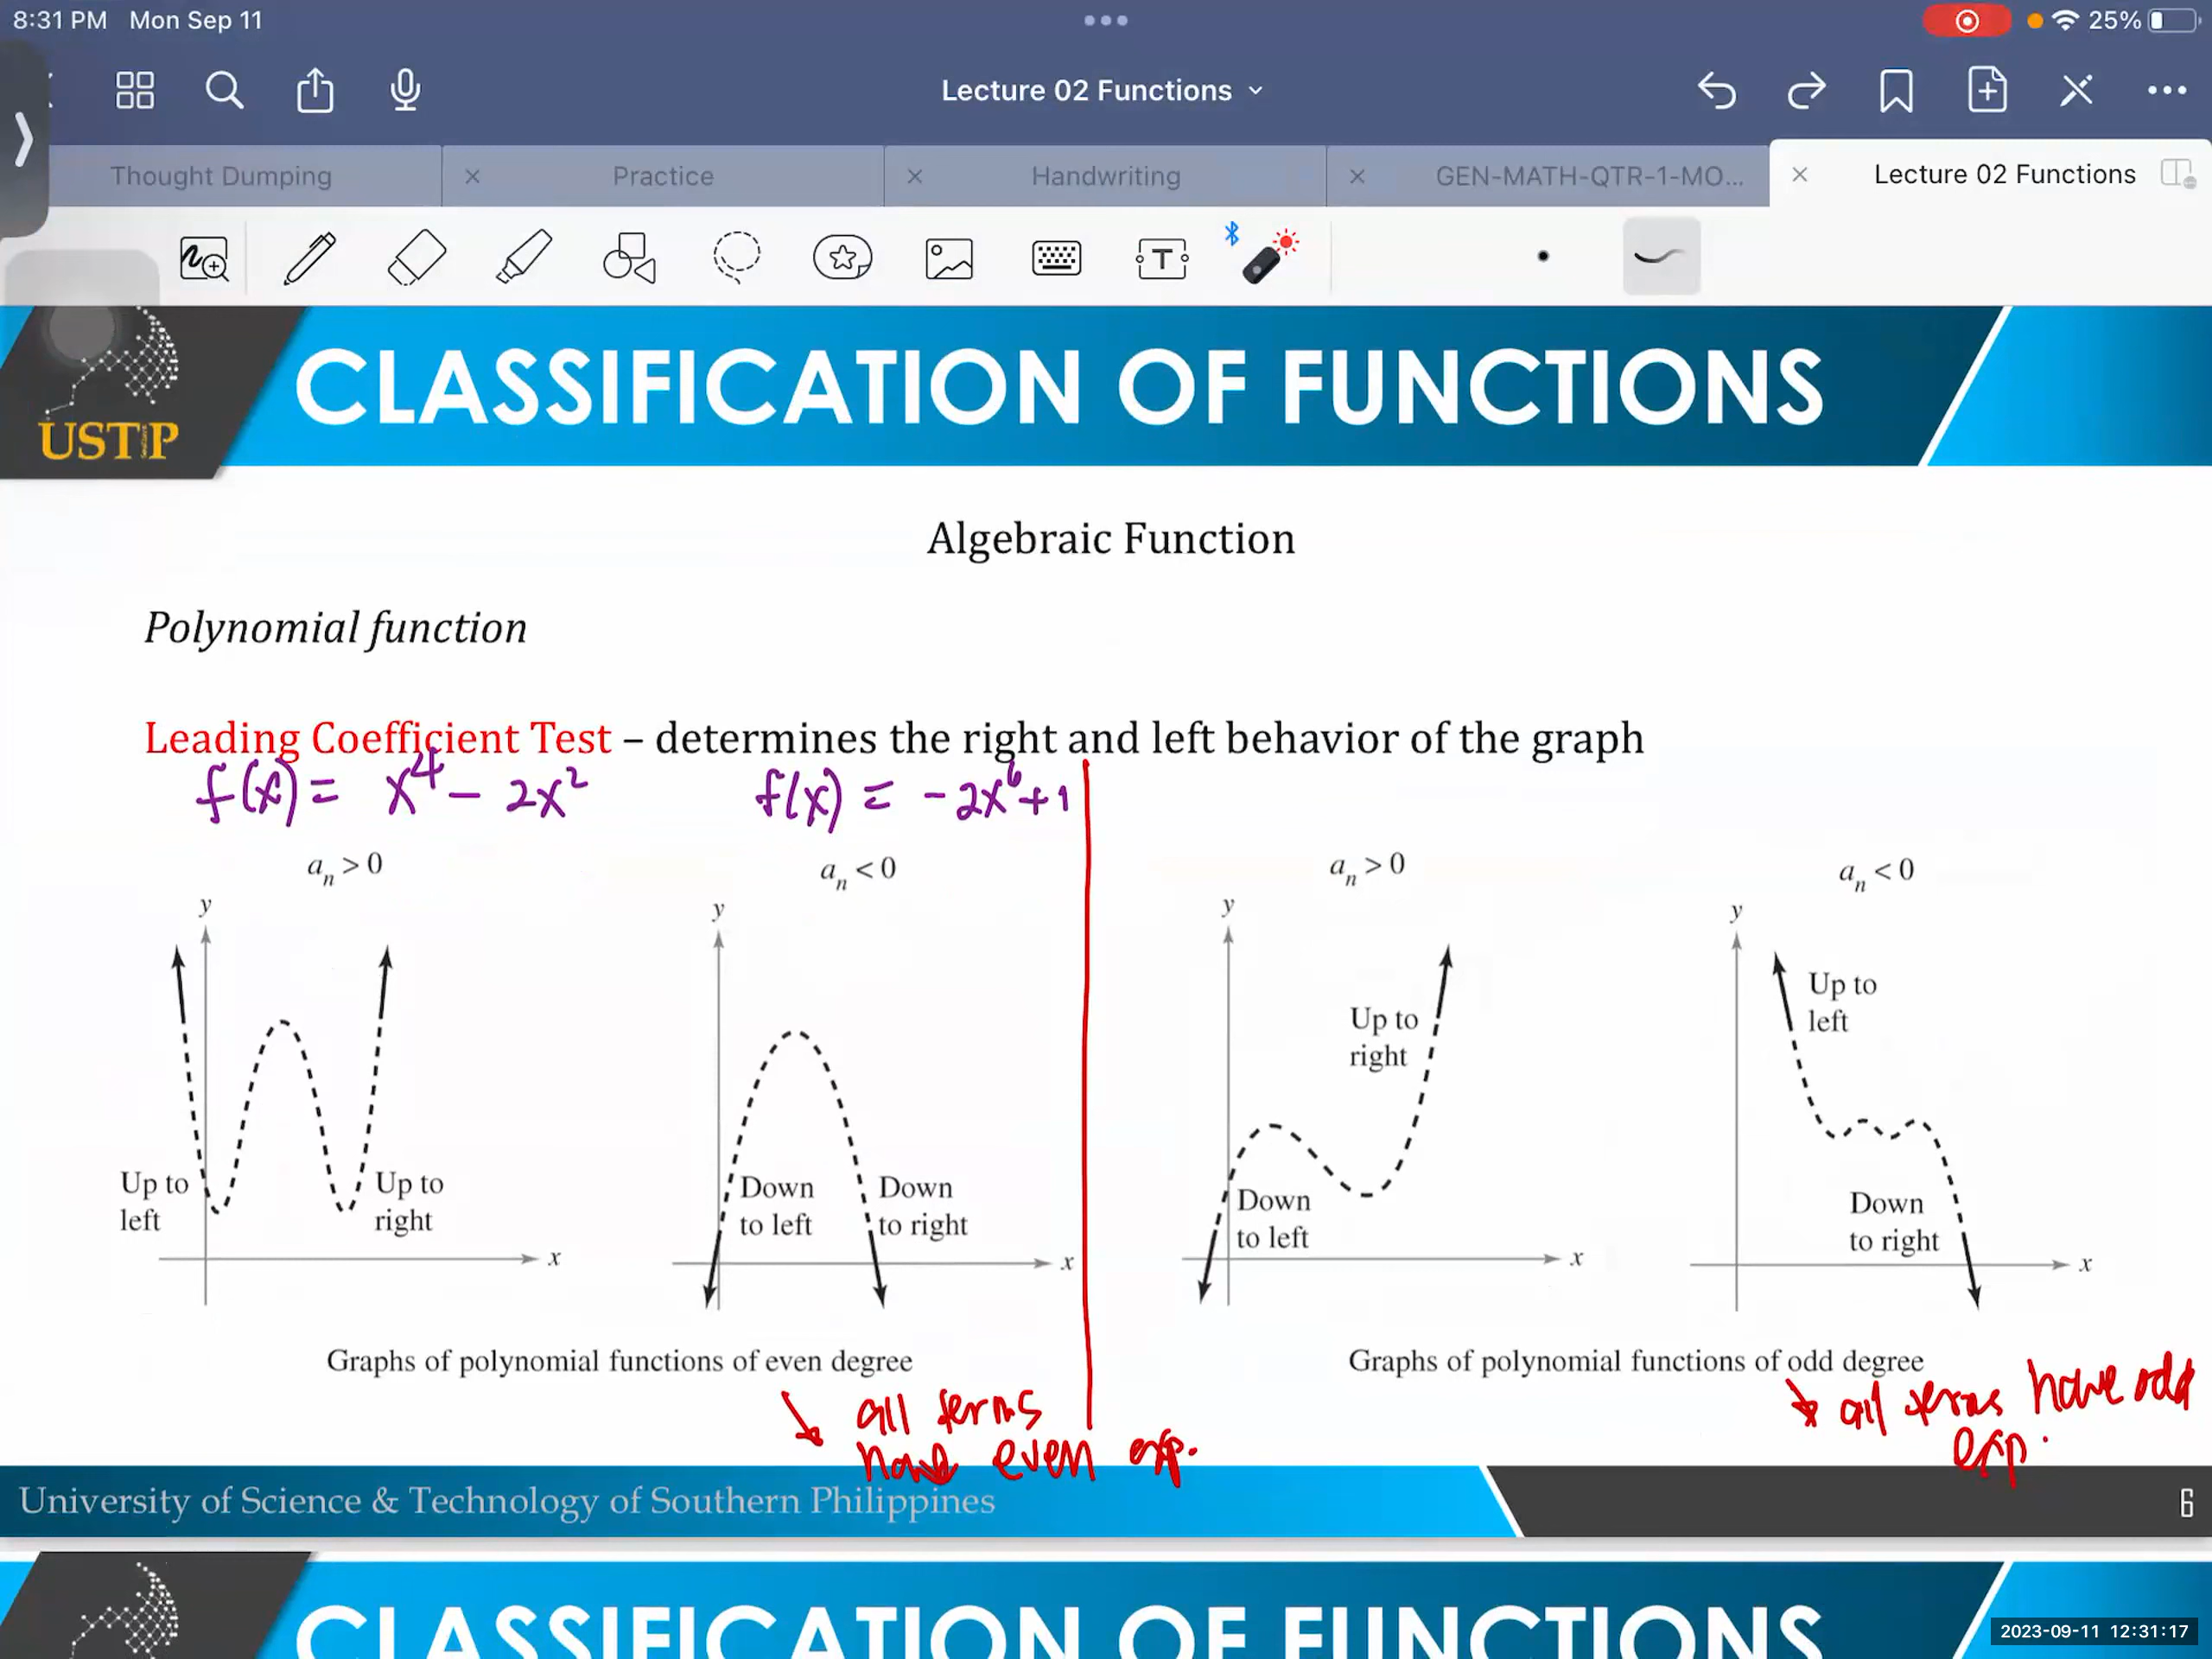 8:31 PM Mon Sep 11
25%
Lecture 02 Functions
Thought Dumping
Practice
Handwriting
GEN-MATH-QTR-1-MO...
Lecture 02 Functions
T
USTP
CLASSIFICATION OF FUNCTIONS
Algebraic Function
Polynomial function
Leading Coefficient Test – determines the right and left behavior of the graph
f(x) = x⁴ − 2x²
f(x) = −2x⁶+1
aₙ > 0
aₙ < 0
aₙ > 0
aₙ < 0
y
Up to
left
Up to
right
x
y
Down
to left
Down
to right
x
y
Up to
right
Down
to left
x
y
Up to
left
Down
to right
x
Graphs of polynomial functions of even degree
Graphs of polynomial functions of odd degree
all terms
have even exp.
all terms have odd
exp.
University of Science & Technology of Southern Philippines
6
CLASSIFICATION OF FUNCTIONS
2023-09-11 12:31:17